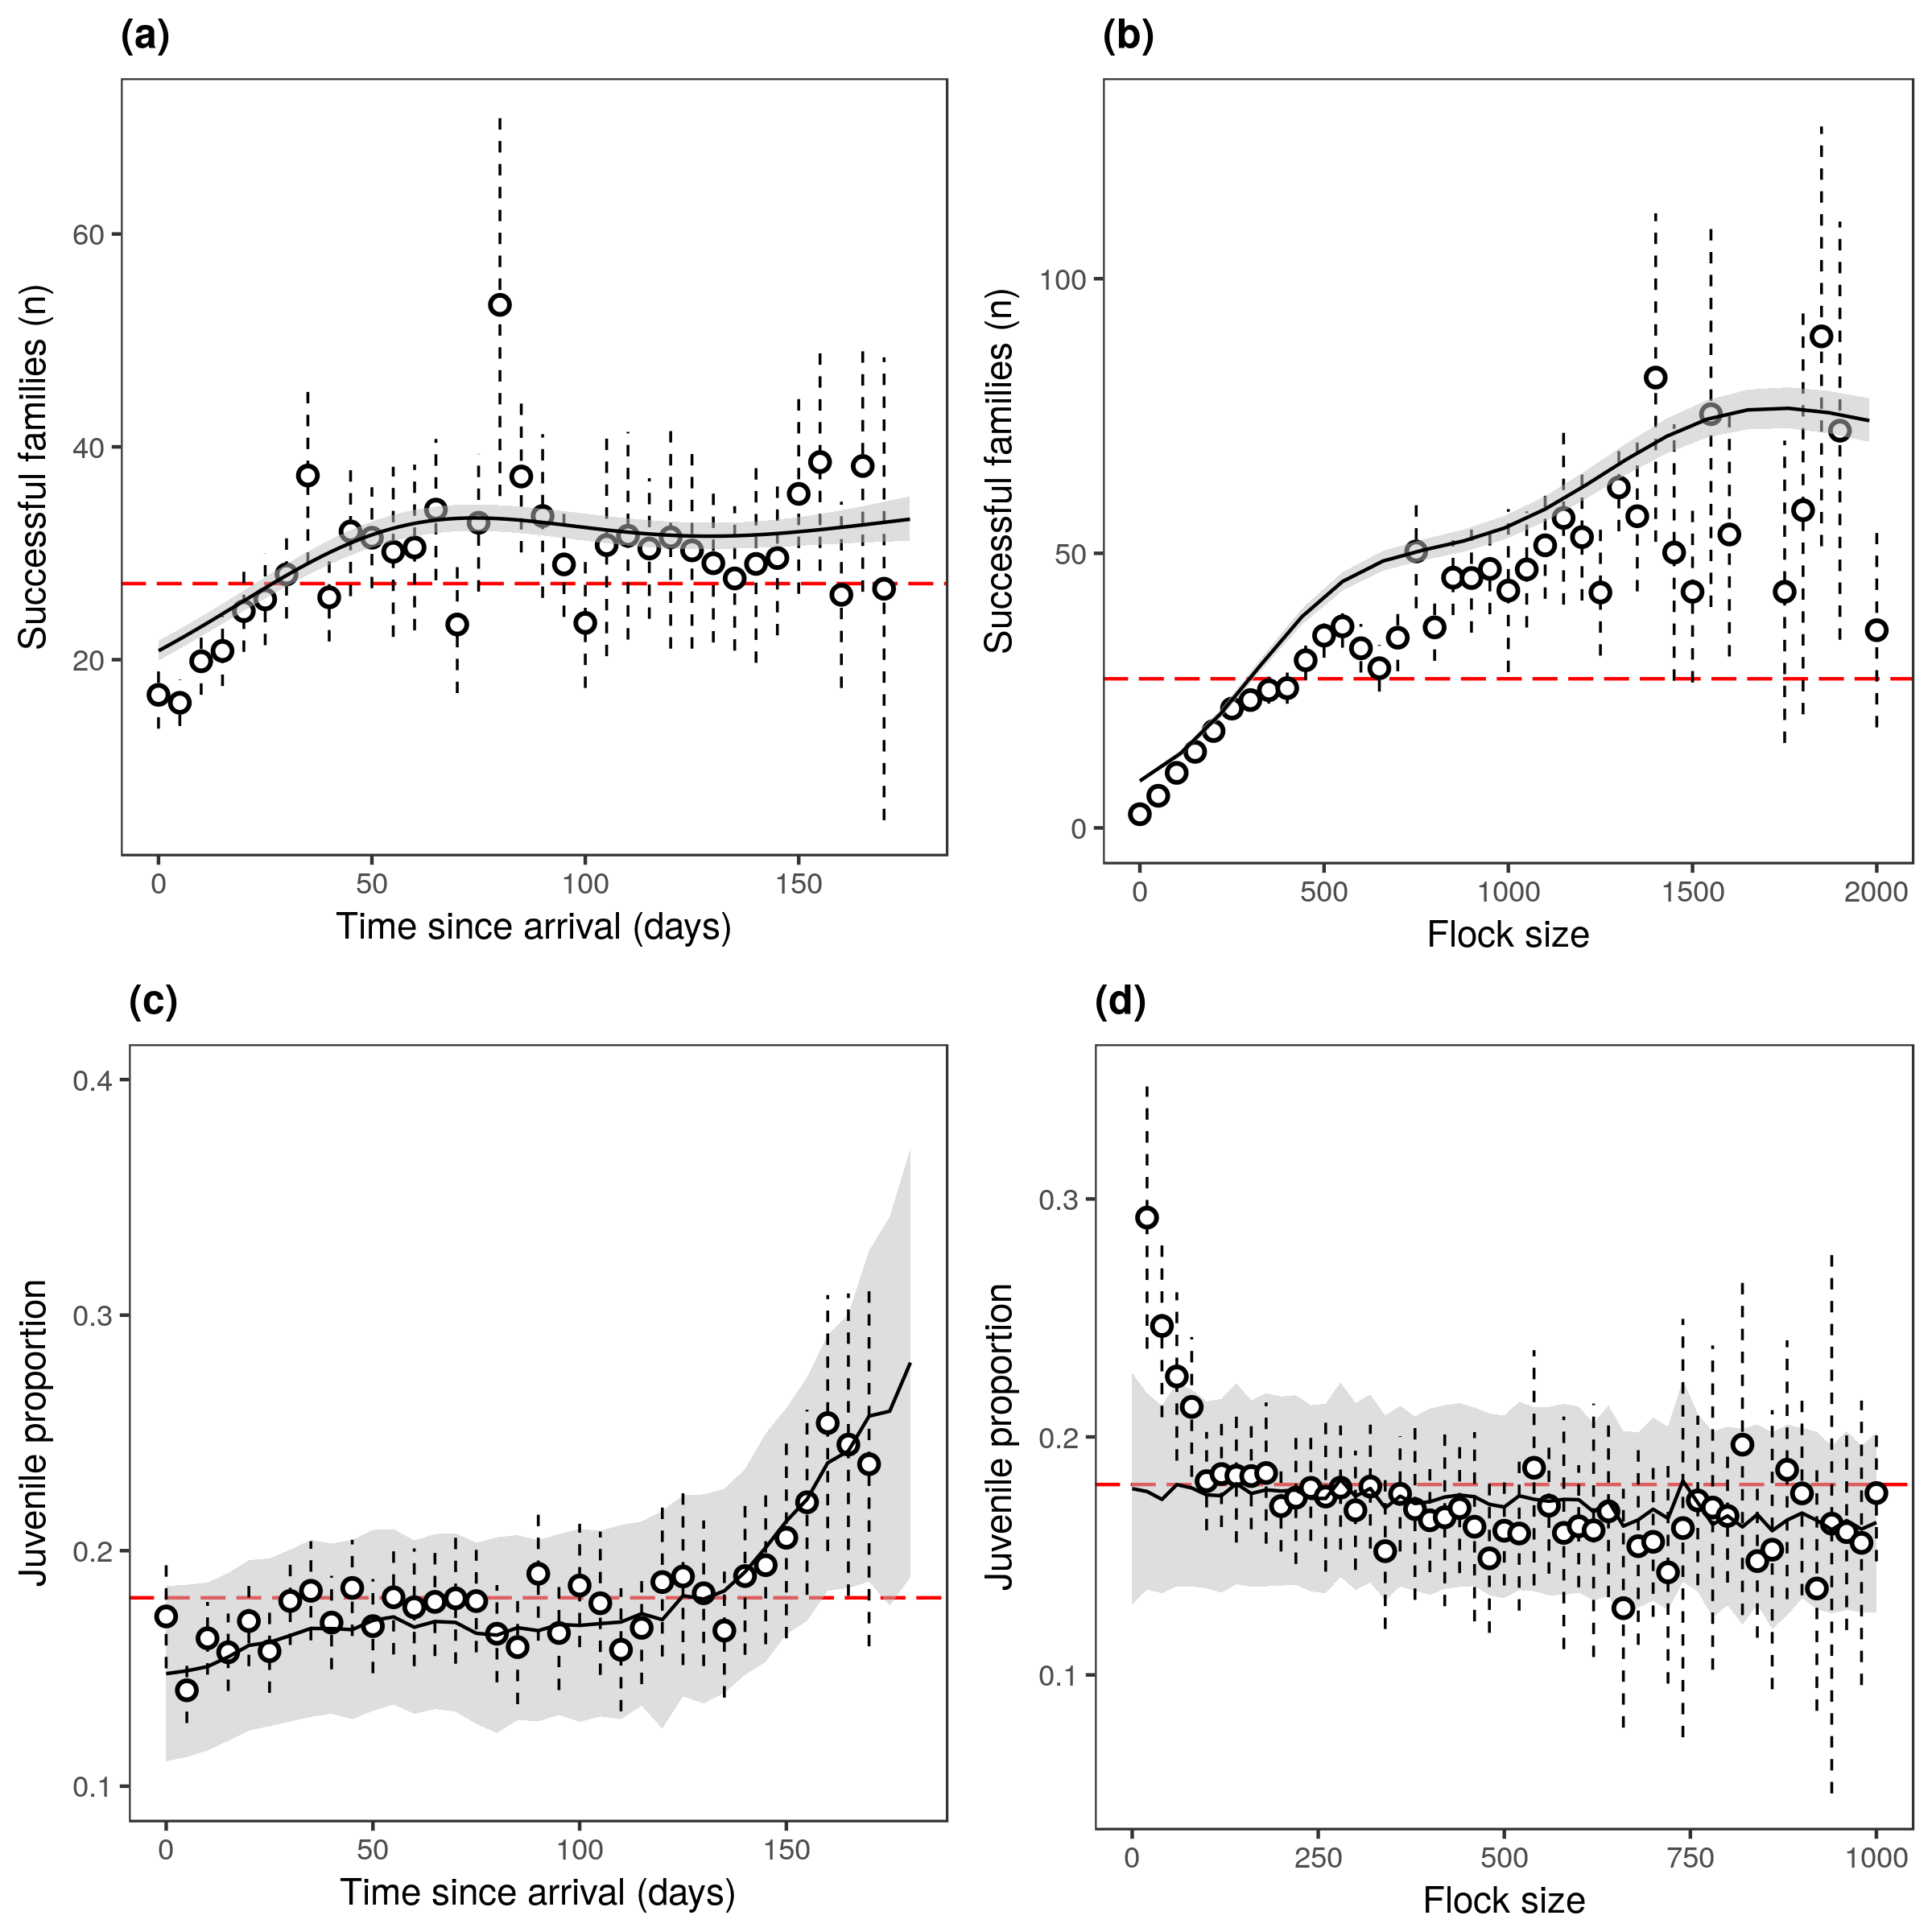 (a)
Successful families (n)
60
40
20
0 50 100 150
Time since arrival (days)
(b)
Successful families (n)
100
50
0
0 500 1000 1500 2000
Flock size
(c)
Juvenile proportion
0.4
0.3
0.2
0.1
0 50 100 150
Time since arrival (days)
(d)
Juvenile proportion
0.3
0.2
0.1
0 250 500 750 1000
Flock size